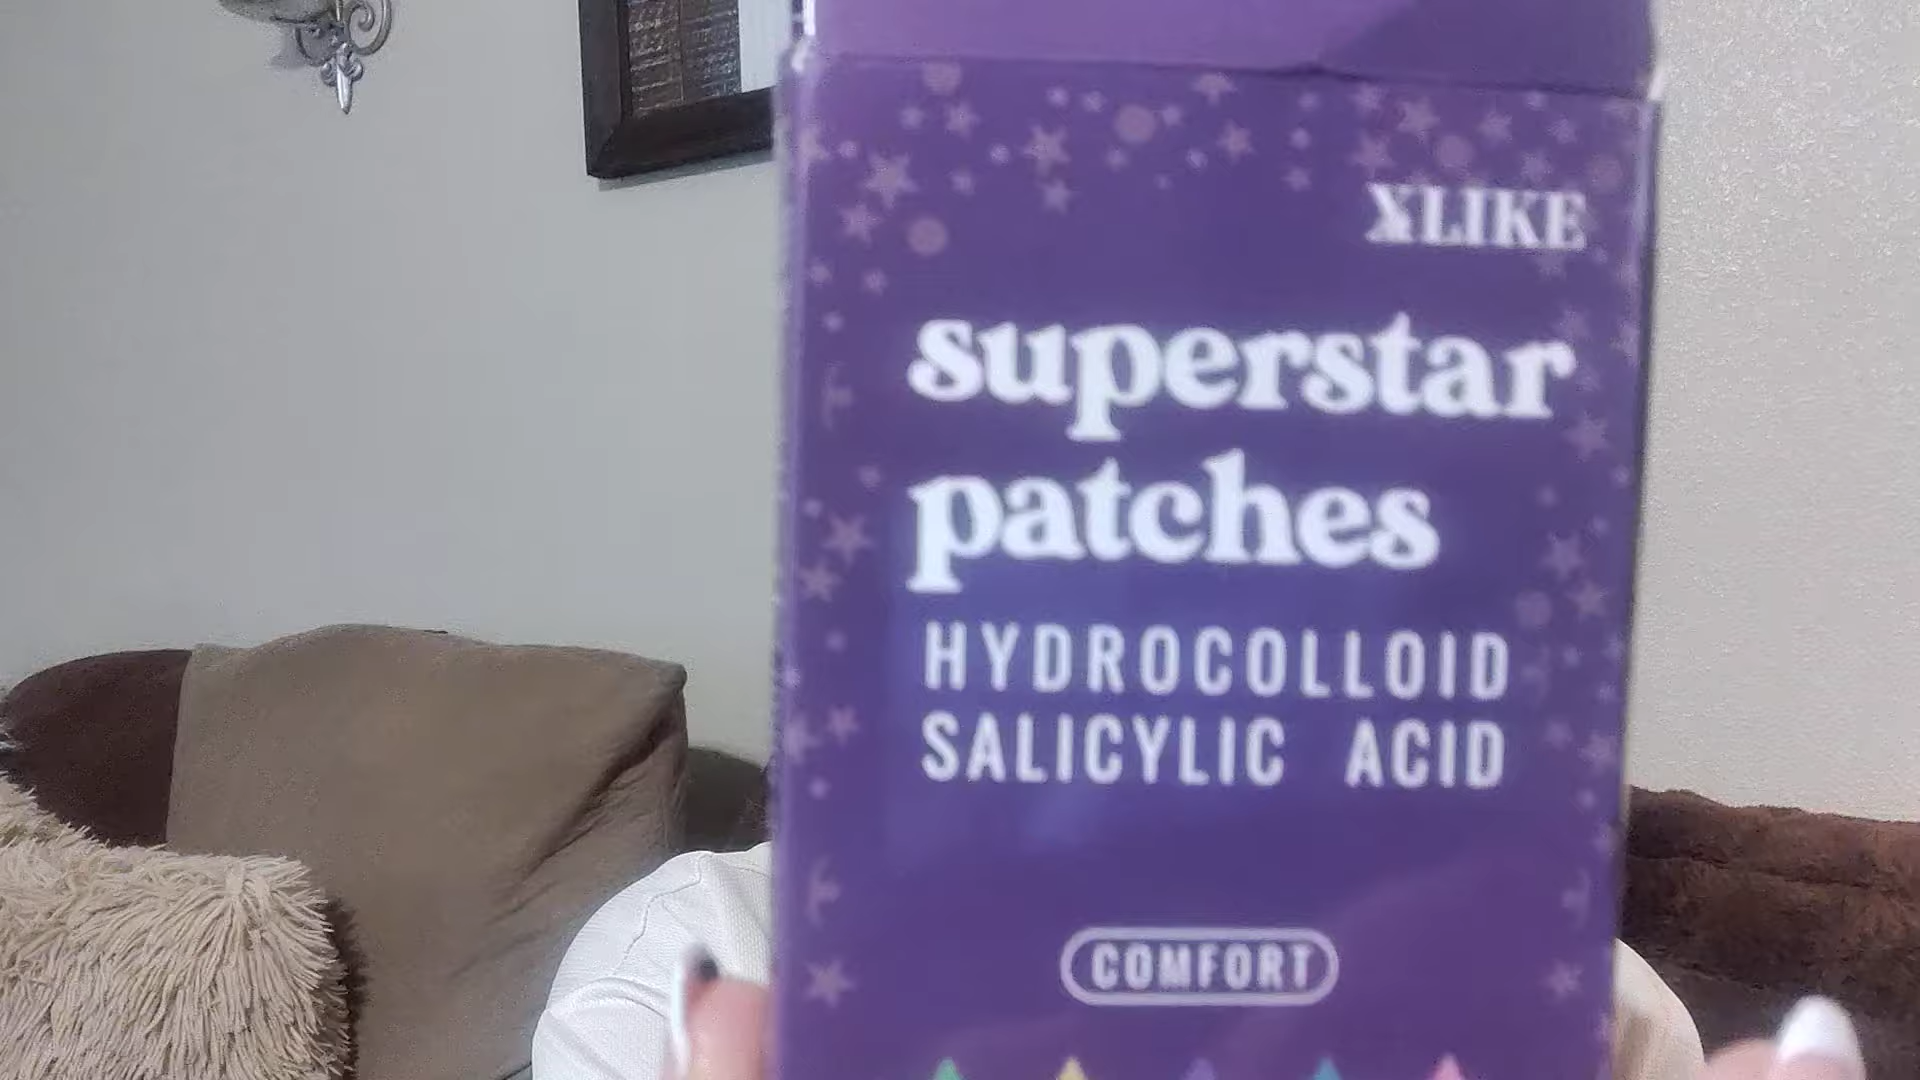 XLIKE
superstar
patches
HYDROCOLLOID
SALICYLIC ACID
COMFORT